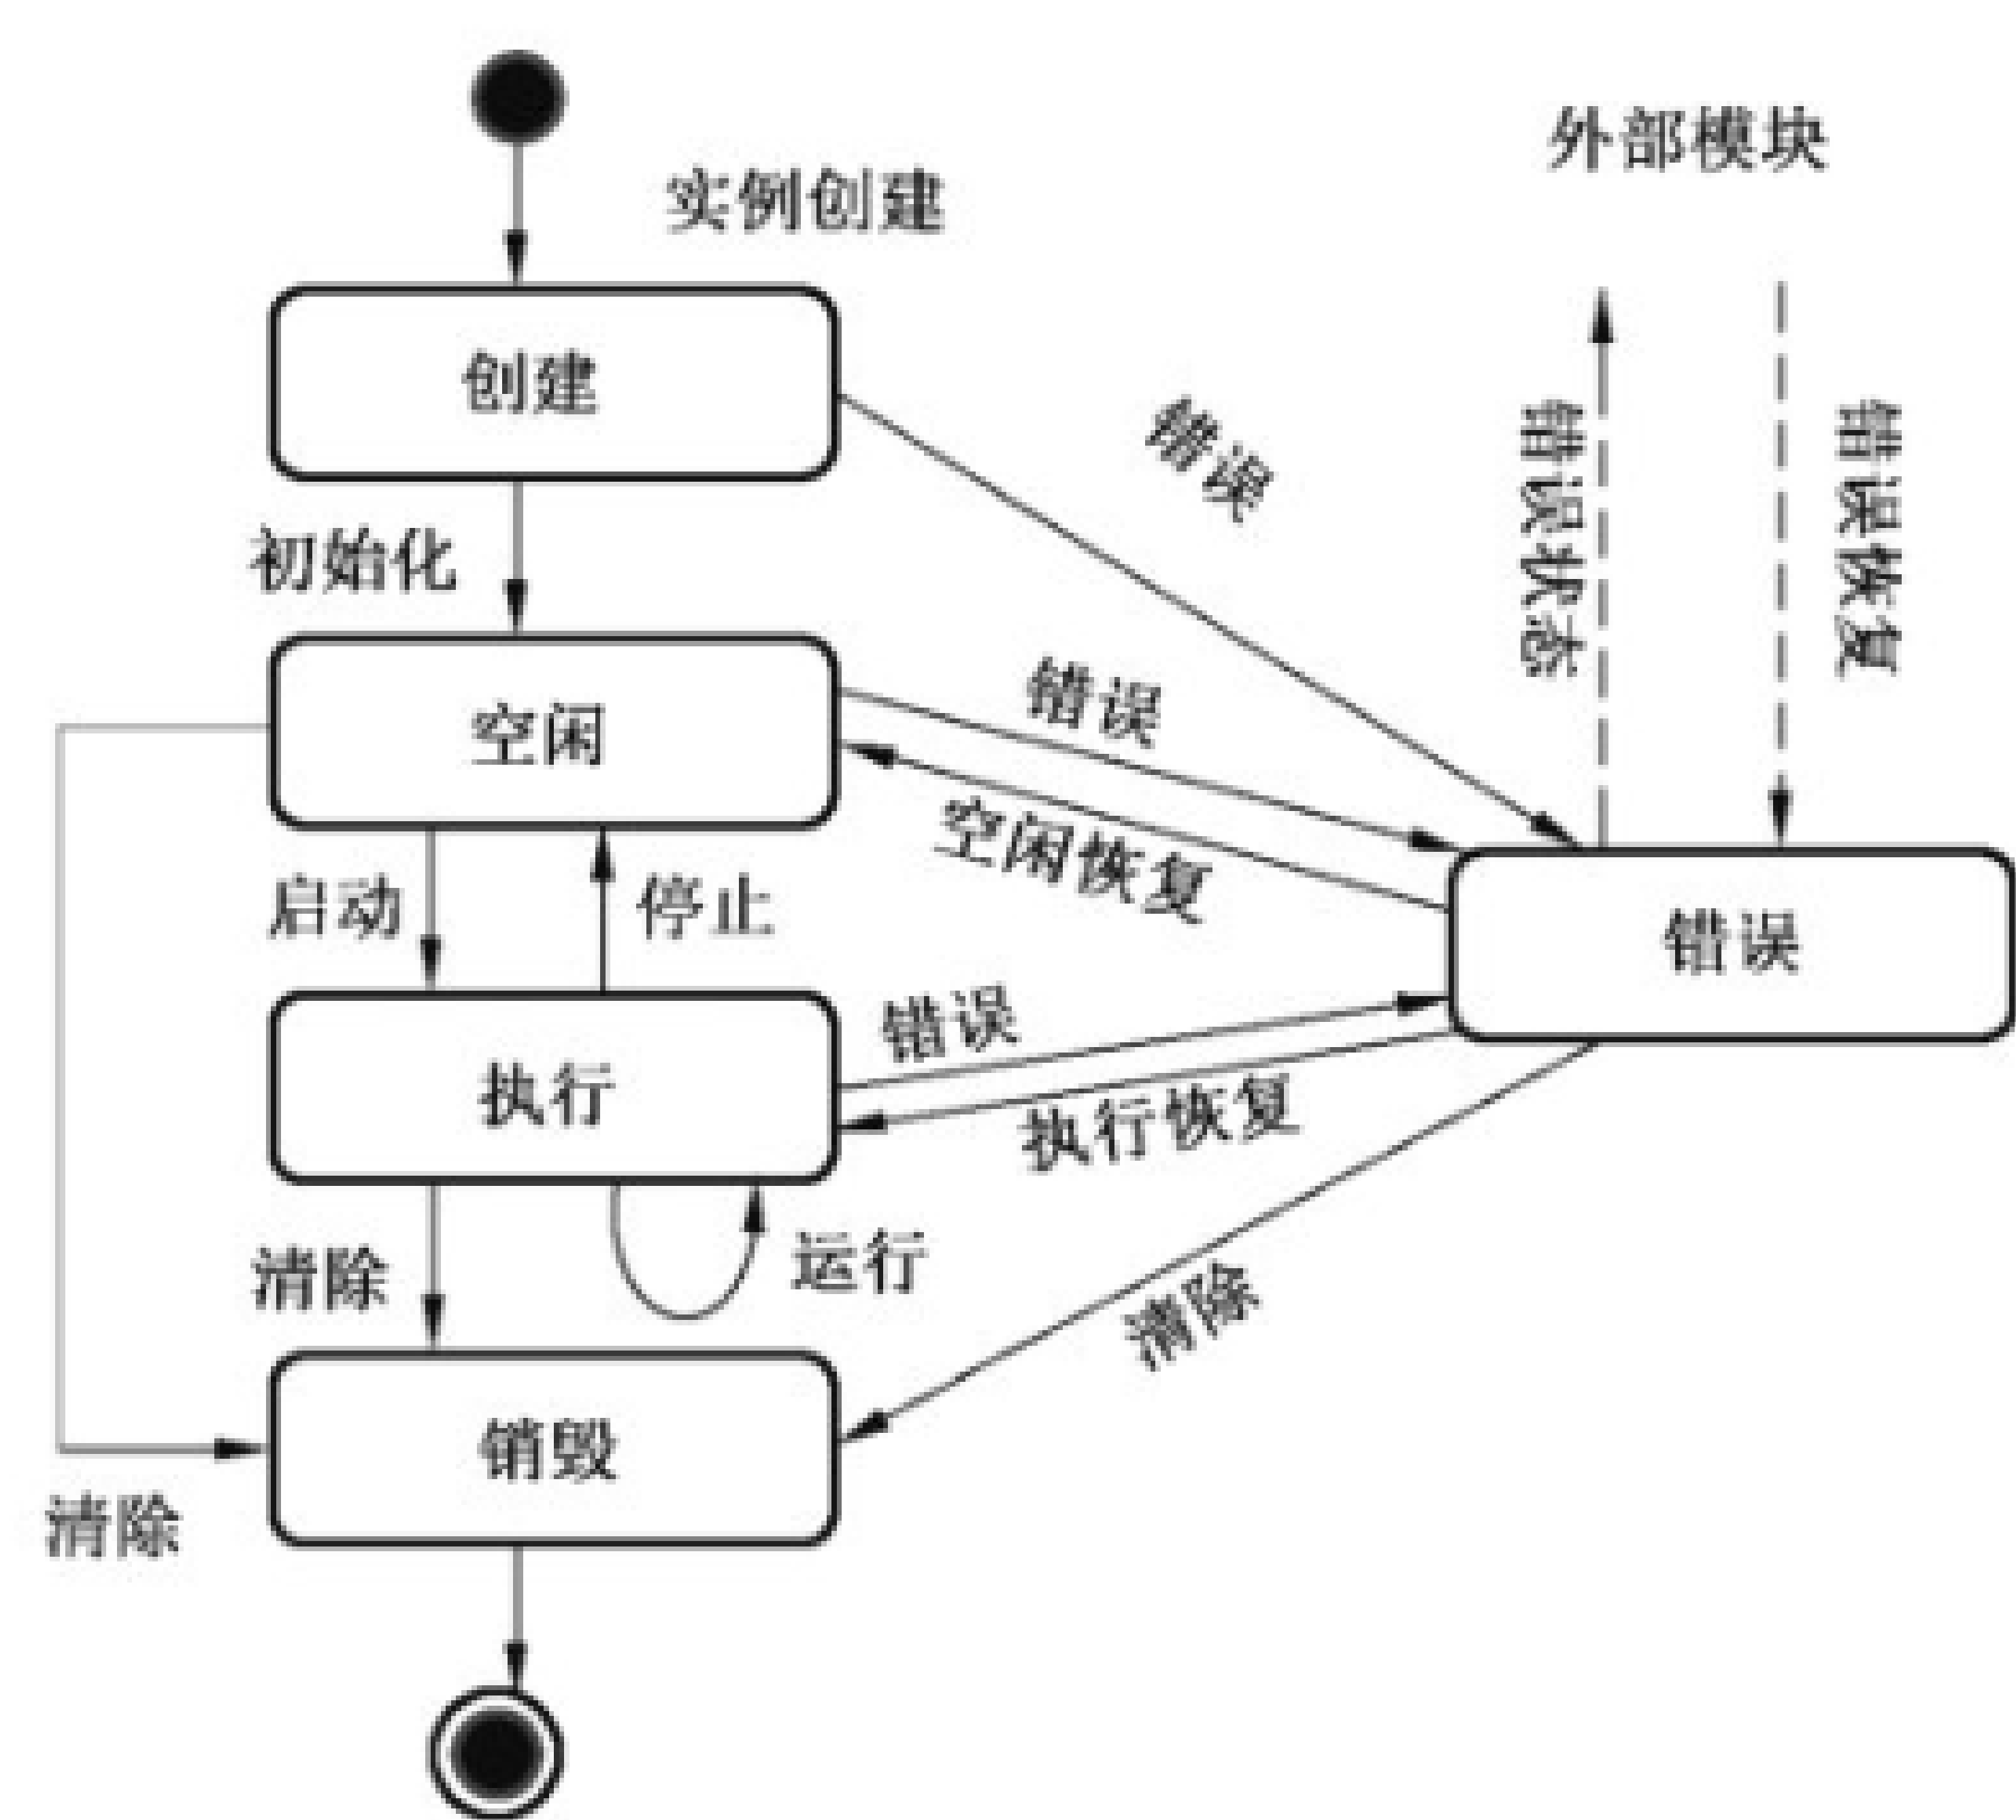 外部模块
实例创建
创建
错误
错误状态
错误恢复
初始化
空闲
错误
空闲恢复
启动
停止
错误
错误
执行
执行恢复
清除
运行
清除
销毁
清除